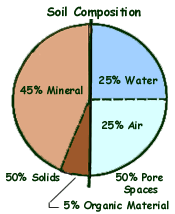 Soil Composition
45% Mineral
25% Water
25% Air
50% Solids
50% Pore
Spaces
5% Organic Material